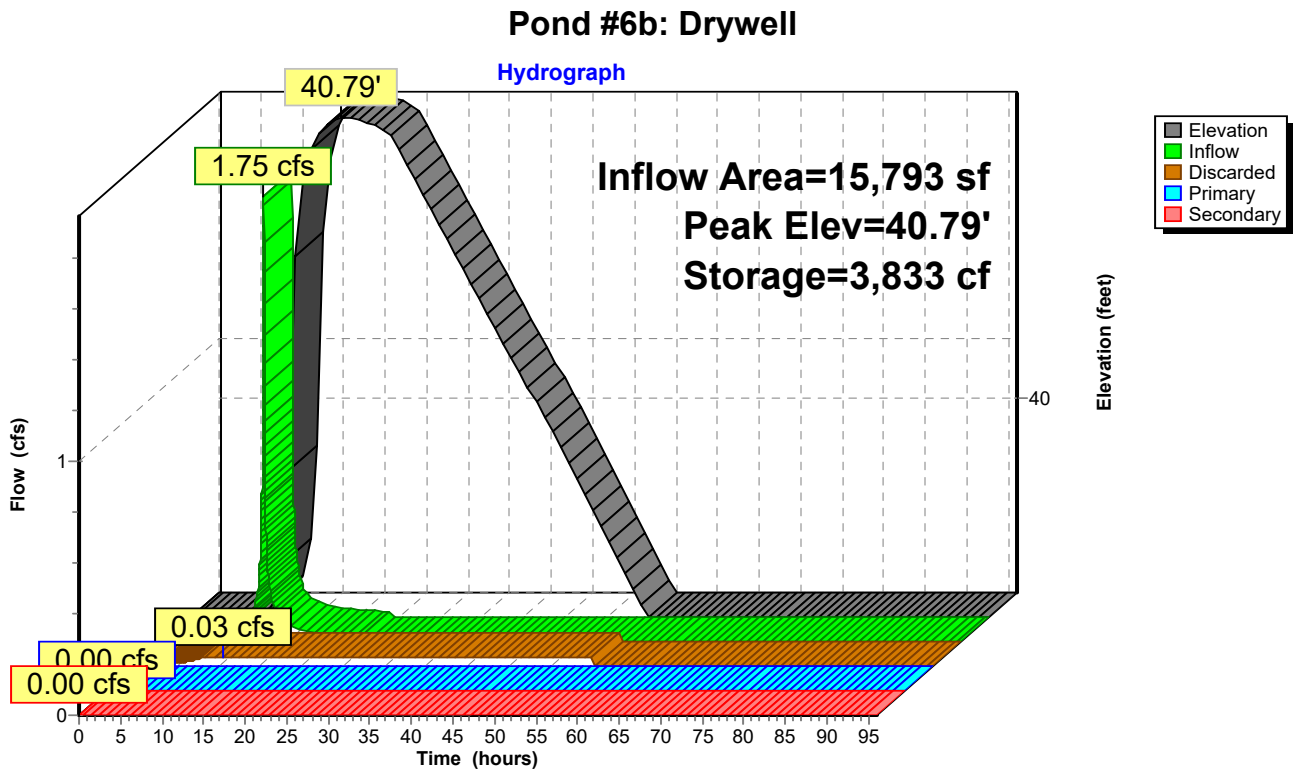 Pond #6b: Drywell
Hydrograph
40.79'
1.75 cfs
0.03 cfs
0.00 cfs
0.00 cfs
Inflow Area=15,793 sf
Peak Elev=40.79'
Storage=3,833 cf
Elevation
Inflow
Discarded
Primary
Secondary
Flow (cfs)
1
0
Elevation (feet)
40
0 5 10 15 20 25 30 35 40 45 50 55 60 65 70 75 80 85 90 95
Time (hours)